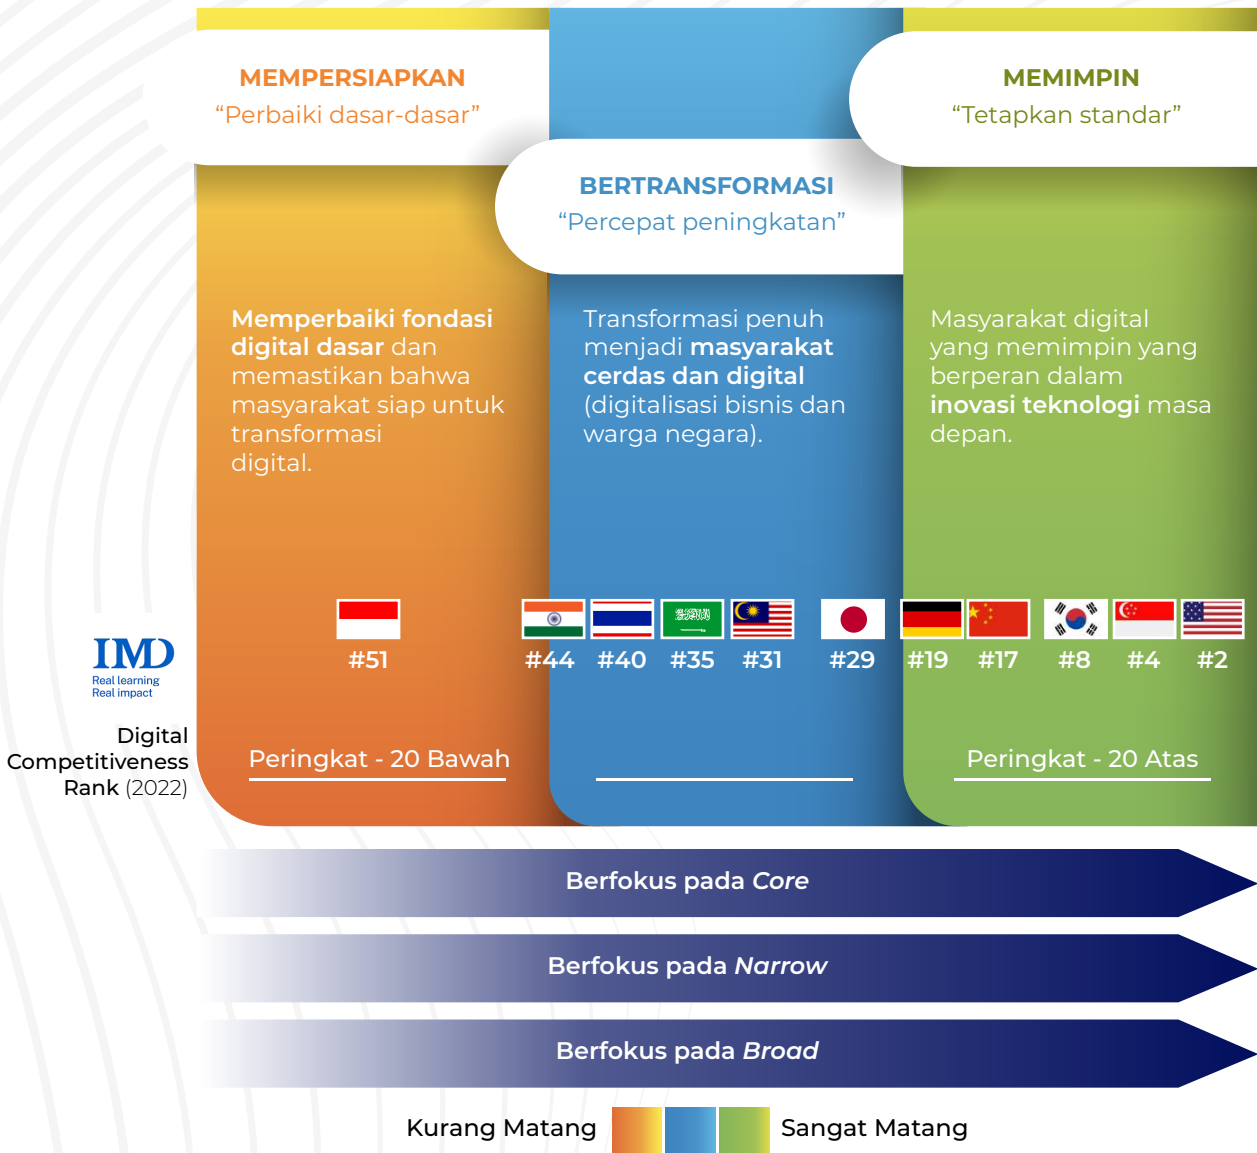 MEMPERSIAPKAN
“Perbaiki dasar-dasar”
BERTRANSFORMASI
“Percepat peningkatan”
MEMIMPIN
“Tetapkan standar”
Memperbaiki fondasi
digital dasar dan
memastikan bahwa
masyarakat siap untuk
transformasi
digital.
Transformasi penuh
menjadi masyarakat
cerdas dan digital
(digitalisasi bisnis dan
warga negara).
Masyarakat digital
yang memimpin yang
berperan dalam
inovasi teknologi masa
depan.
IMD
Real learning
Real impact
Digital
Competitiveness
Rank (2022)
#51 #44 #40 #35 #31 #29 #19 #17 #8 #4 #2
Peringkat - 20 Bawah
Peringkat - 20 Atas
Berfokus pada Core
Berfokus pada Narrow
Berfokus pada Broad
Kurang Matang
Sangat Matang